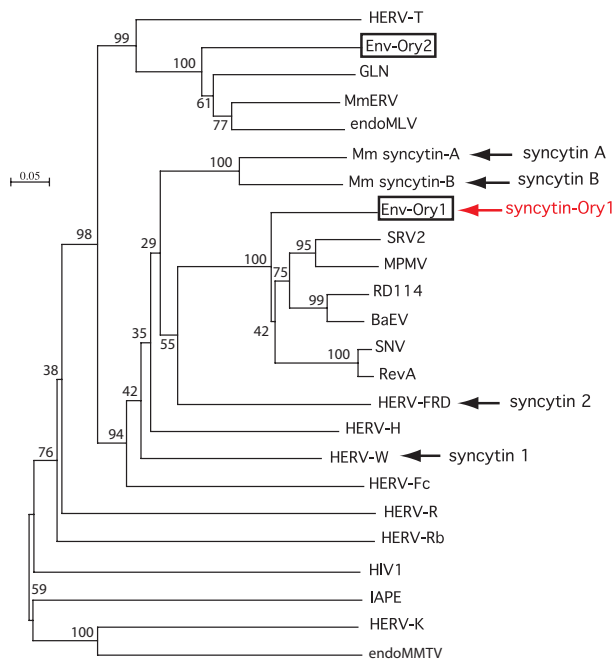 HERV-T
99
Env-Ory2
100
GLN
61
MmERV
77
endoMLV
0.05
Mm syncytin-A syncytin A
100
Mm syncytin-B syncytin B
Env-Ory1 syncytin-Ory1
98
29
SRV2
95
100
75
MPMV
RD114
99
BaEV
42
35
55
SNV
100
RevA
38
42
HERV-FRD syncytin 2
94
HERV-H
76
HERV-W syncytin 1
HERV-Fc
HERV-R
HERV-Rb
HIV1
59
IAPE
HERV-K
100
endoMMTV